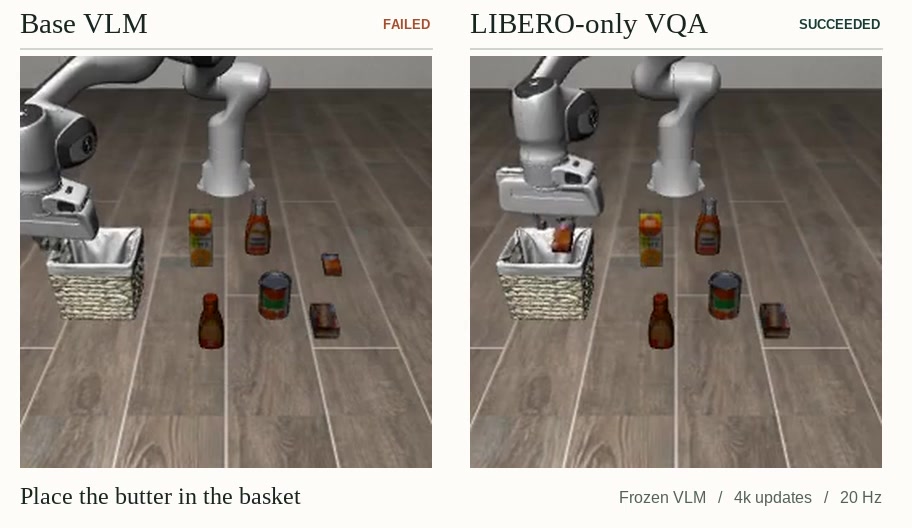 Base VLM FAILED
LIBERO-only VQA SUCCEEDED
Place the butter in the basket
Frozen VLM / 4k updates / 20 Hz